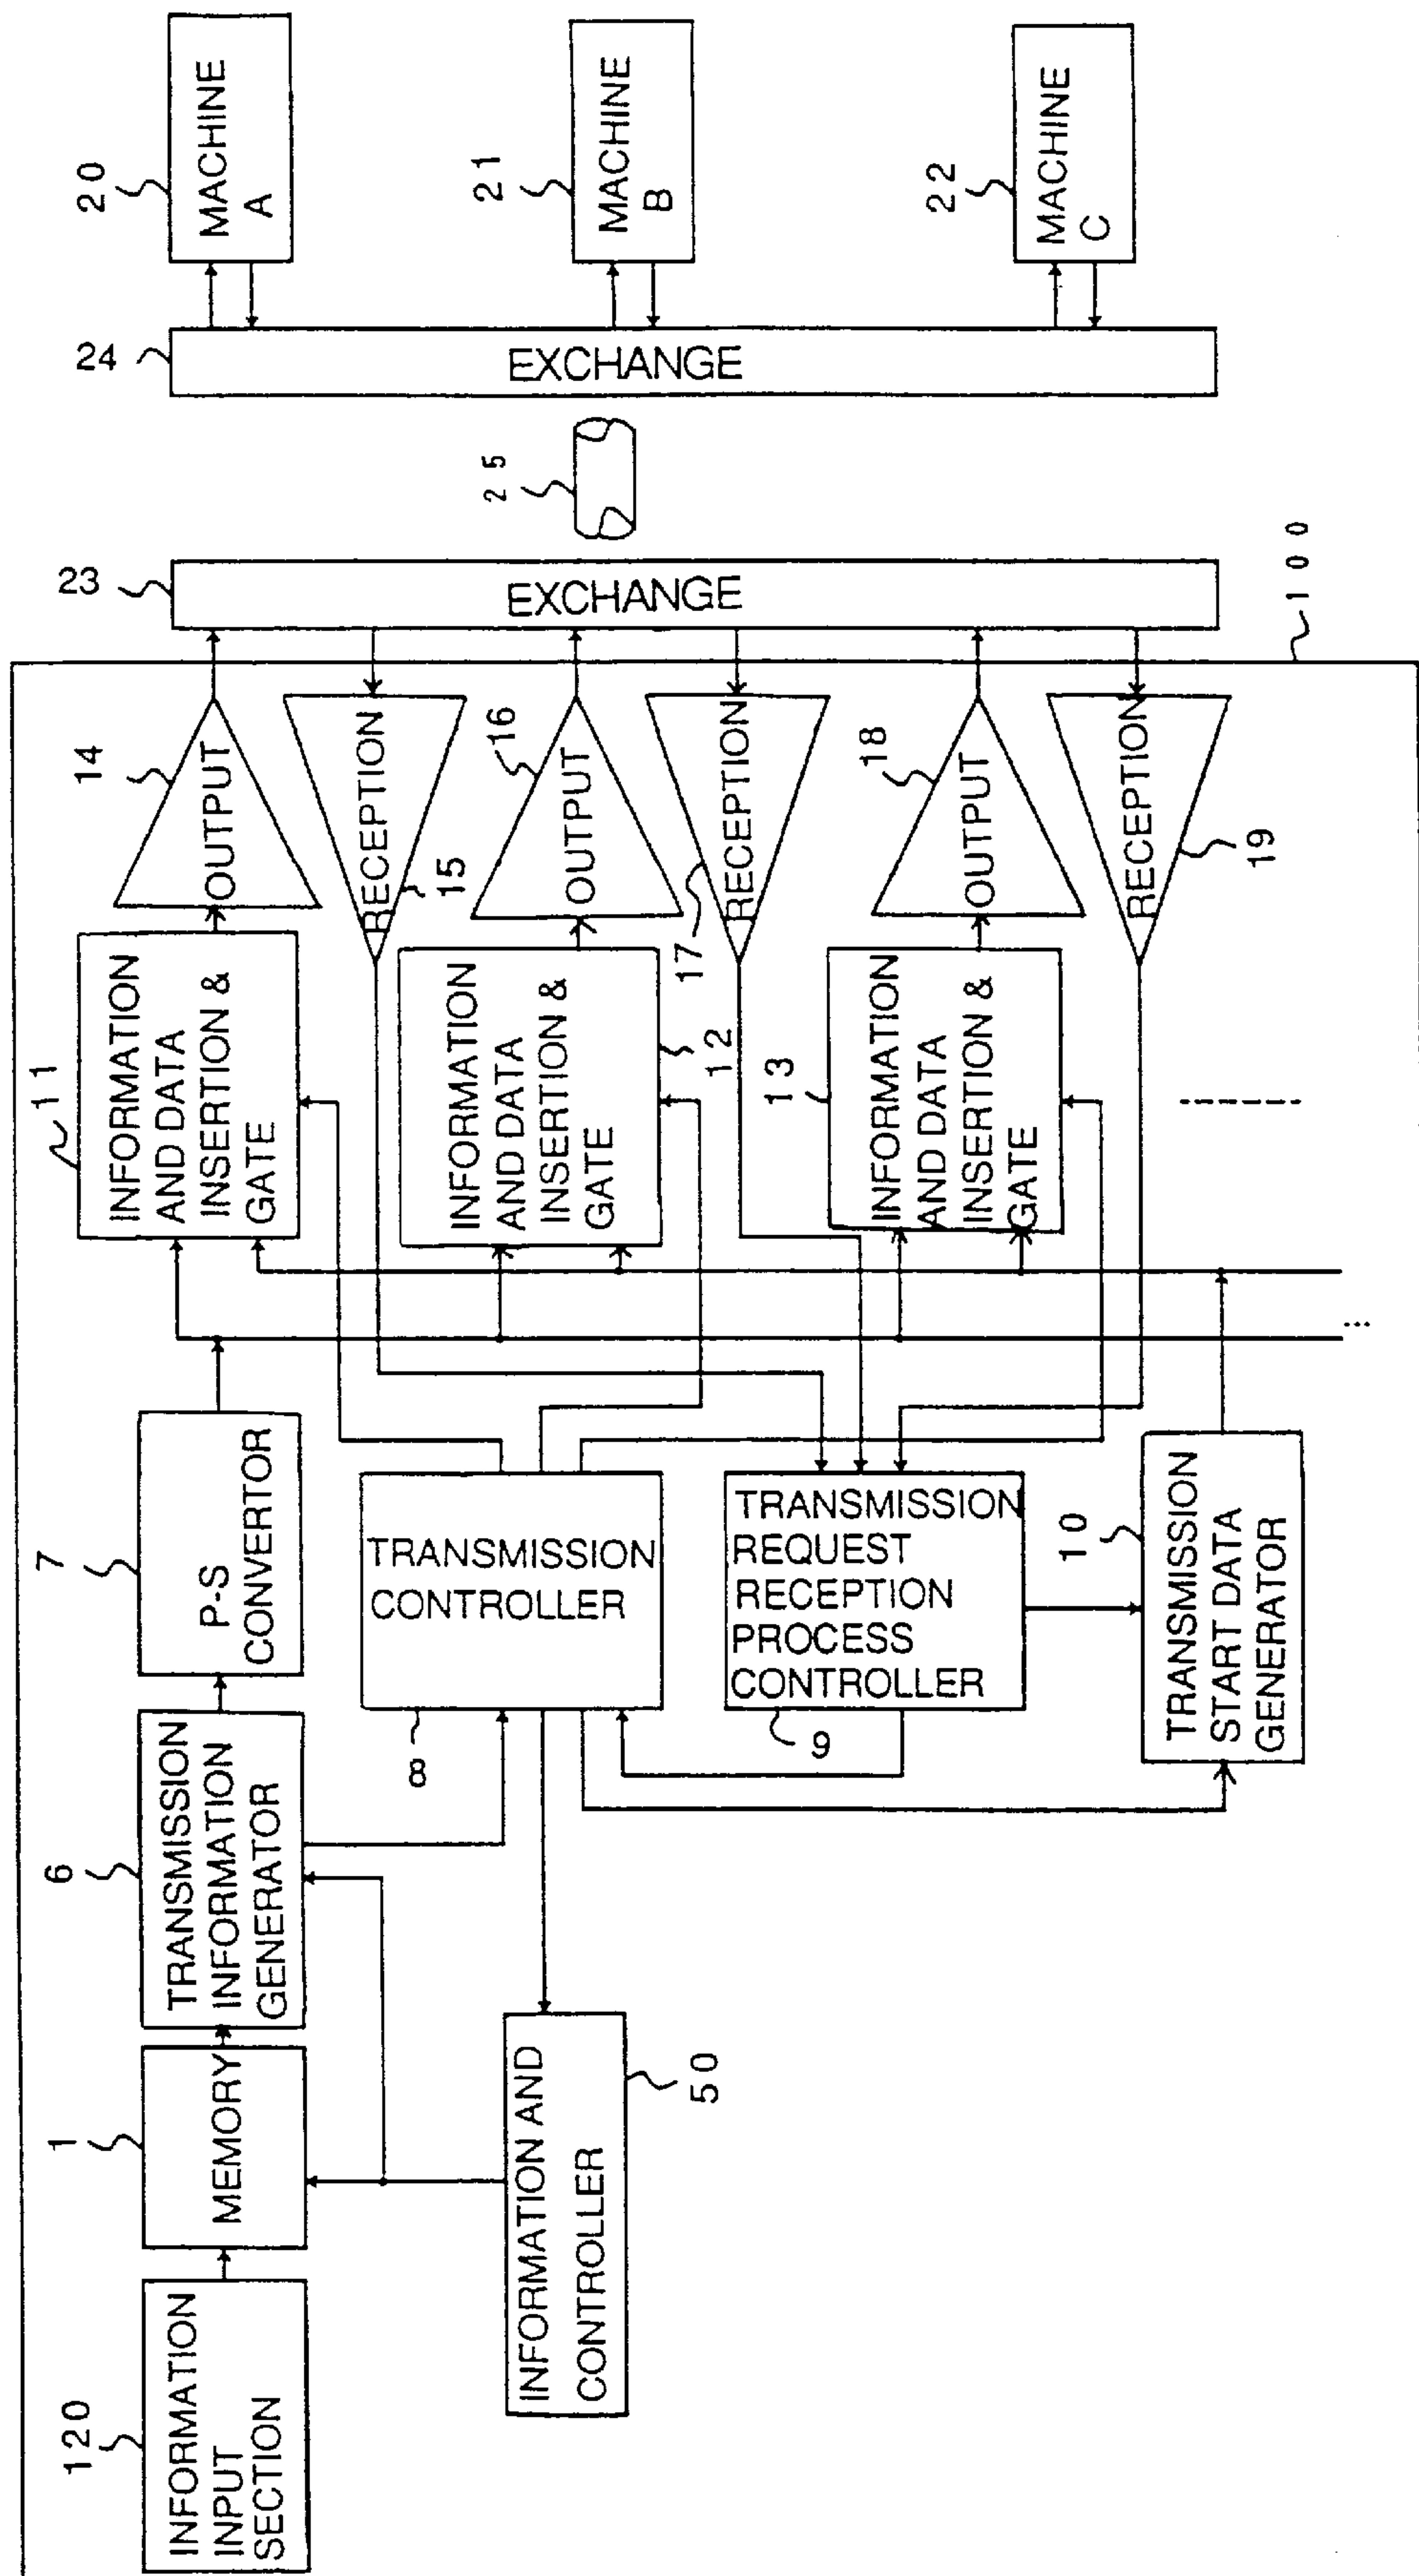 120
INFORMATION
INPUT
SECTION
1
MEMORY
6
TRANSMISSION
INFORMATION
GENERATOR
7
P-S
CONVERTOR
11
INFORMATION
AND DATA
INSERTION &
GATE
14
OUTPUT
23
EXCHANGE
24
EXCHANGE
20
MACHINE
A
50
INFORMATION AND
CONTROLLER
8
TRANSMISSION
CONTROLLER
RECEPTION
15
12
INFORMATION
AND DATA
INSERTION &
GATE
16
OUTPUT
25
21
MACHINE
B
9
TRANSMISSION
REQUEST
RECEPTION
PROCESS
CONTROLLER
17
RECEPTION
13
INFORMATION
AND DATA
INSERTION &
GATE
18
OUTPUT
22
MACHINE
C
10
TRANSMISSION
START DATA
GENERATOR
...
RECEPTION
19
100